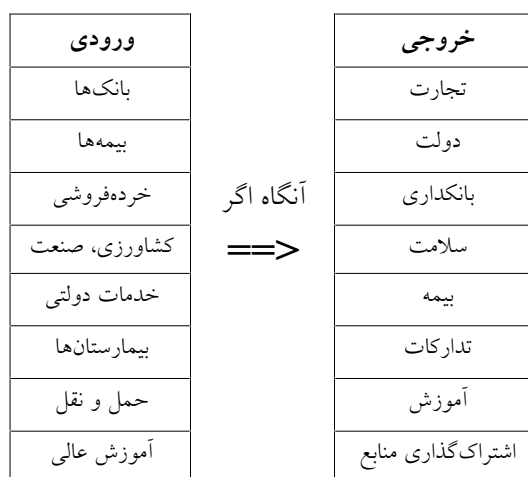 ورودی
بانک‌ها
بیمه‌ها
خرده‌فروشی
کشاورزی، صنعت
خدمات دولتی
بیمارستان‌ها
حمل و نقل
آموزش عالی
آنگاه اگر
==>
خروجی
تجارت
دولت
بانکداری
سلامت
بیمه
تدارکات
آموزش
اشتراک‌گذاری منابع